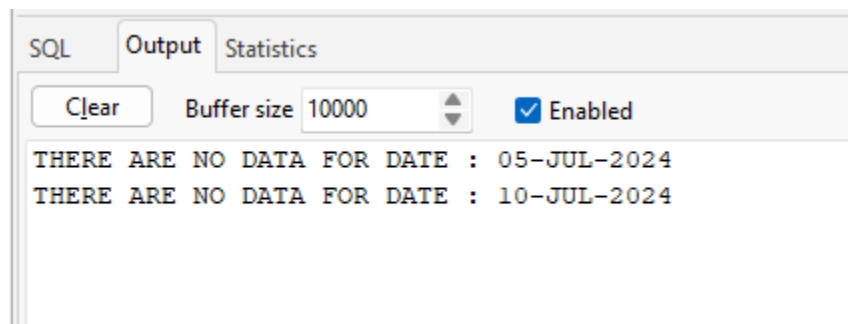 SQL Output Statistics
Clear Buffer size 10000 Enabled
THERE ARE NO DATA FOR DATE : 05-JUL-2024
THERE ARE NO DATA FOR DATE : 10-JUL-2024